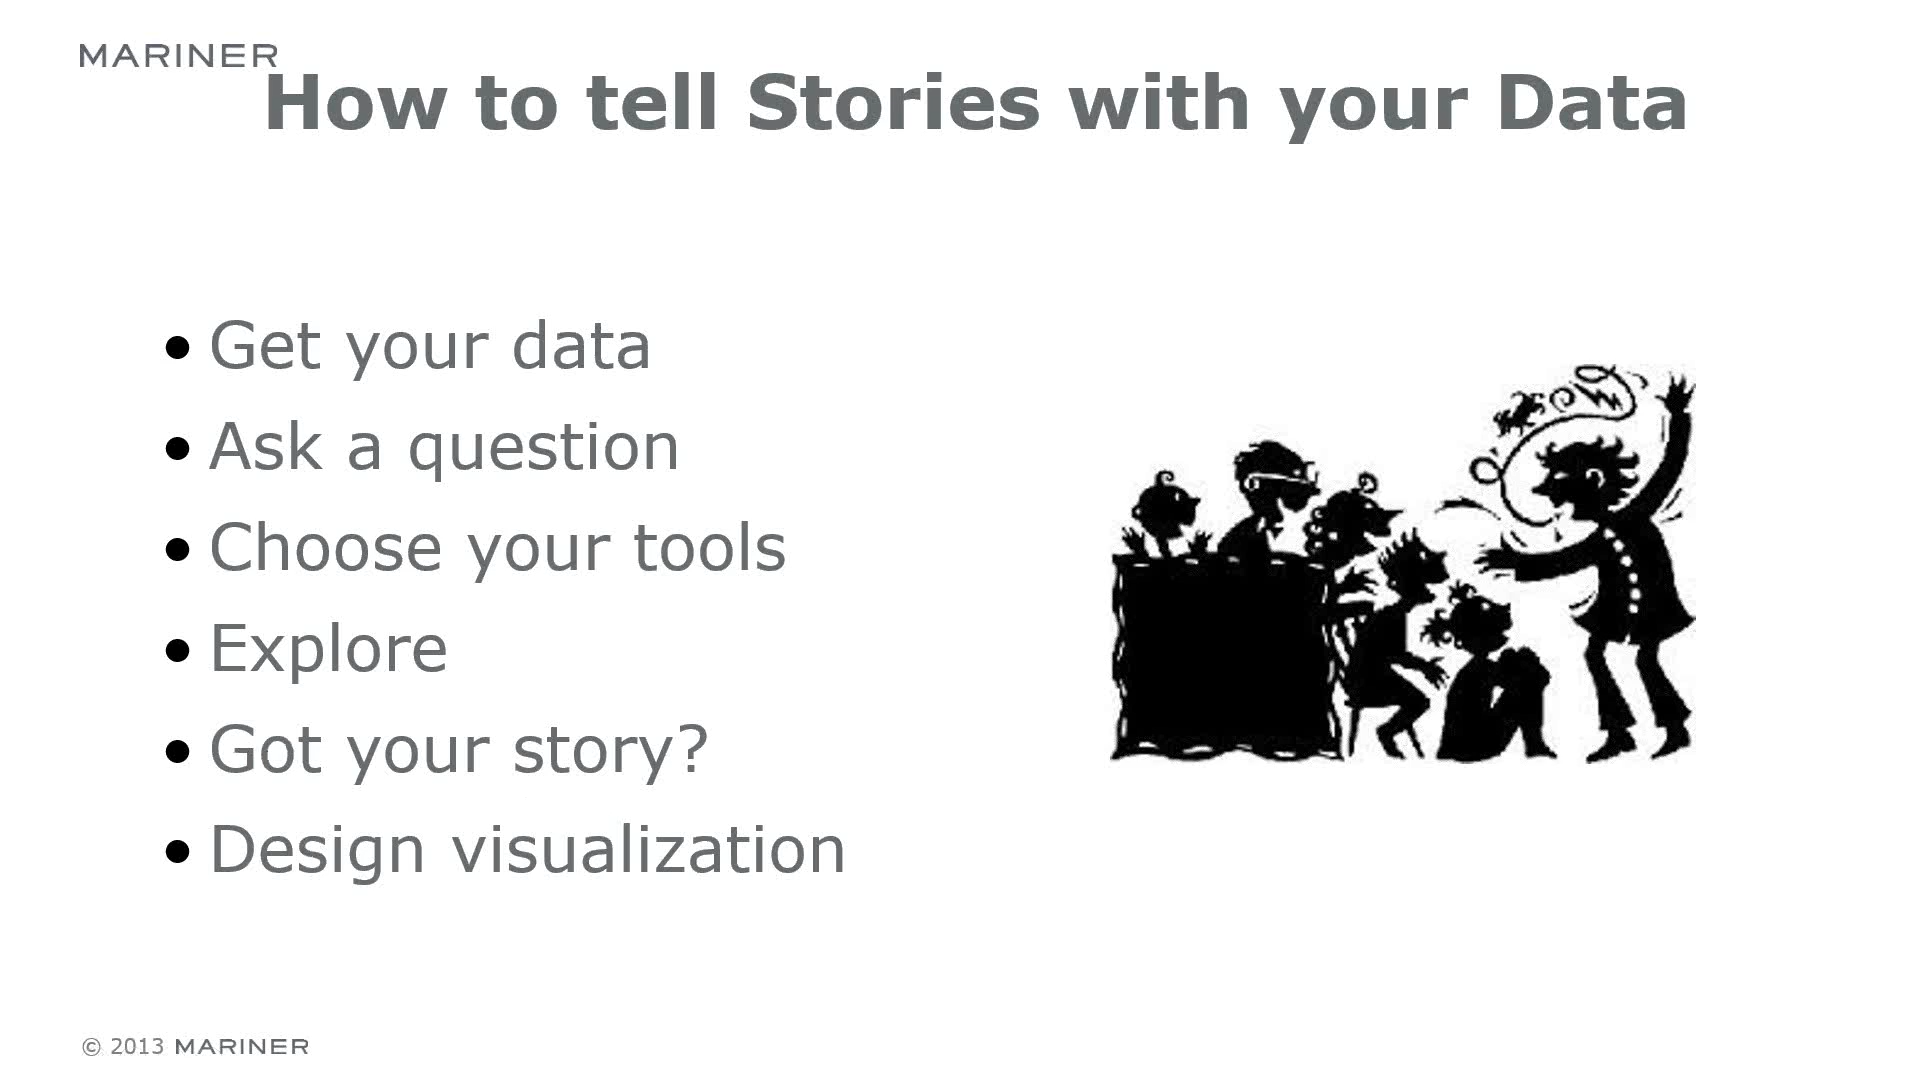 MARINER
How to tell Stories with your Data
• Get your data
• Ask a question
• Choose your tools
• Explore
• Got your story?
• Design visualization
© 2013 MARINER